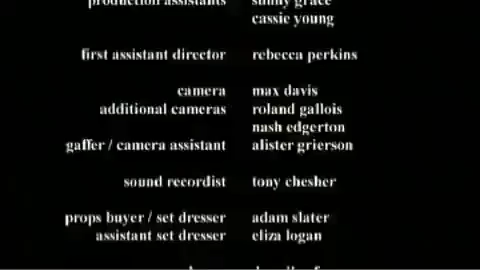 production assistants sunny grace
cassie young
first assistant director rebecca perkins
camera max davis
additional cameras roland gallois
nash edgerton
gaffer / camera assistant alister grierson
sound recordist tony chesher
props buyer / set dresser adam slater
assistant set dresser eliza logan